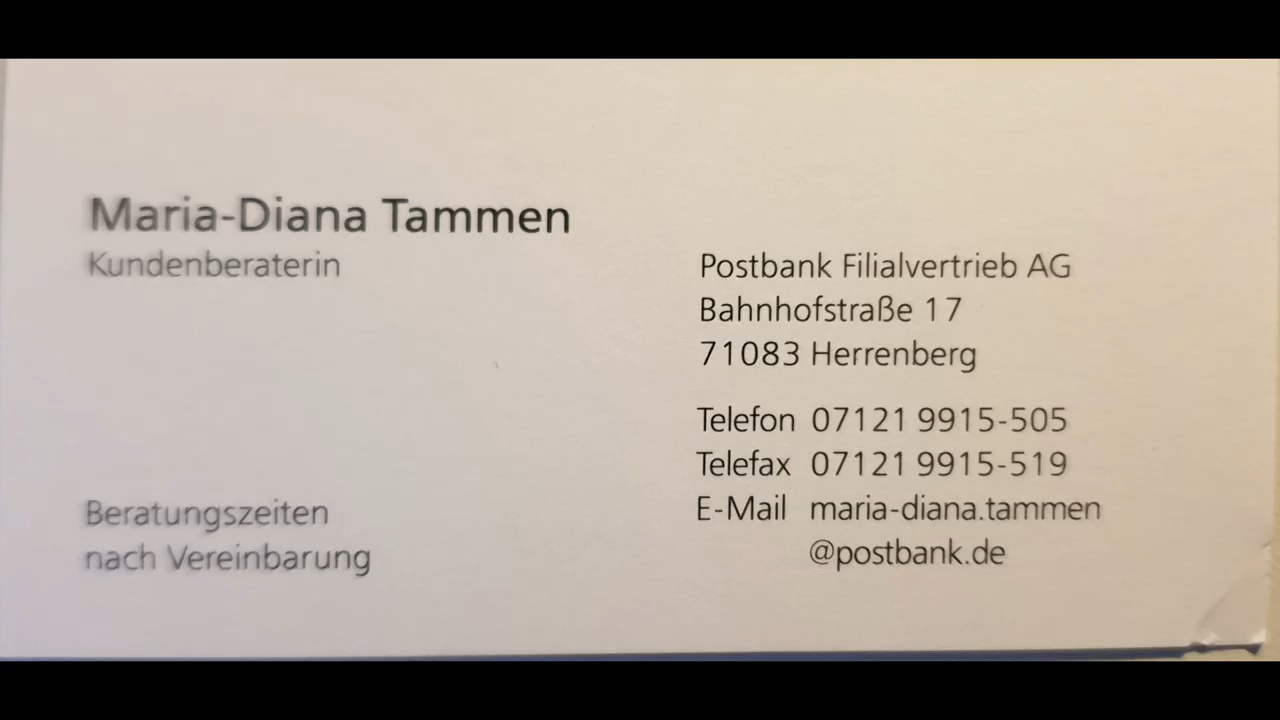 Maria-Diana Tammen
Kundenberaterin
Postbank Filialvertrieb AG
Bahnhofstraße 17
71083 Herrenberg
Telefon 07121 9915-505
Telefax 07121 9915-519
E-Mail maria-diana.tammen
@postbank.de
Beratungszeiten
nach Vereinbarung